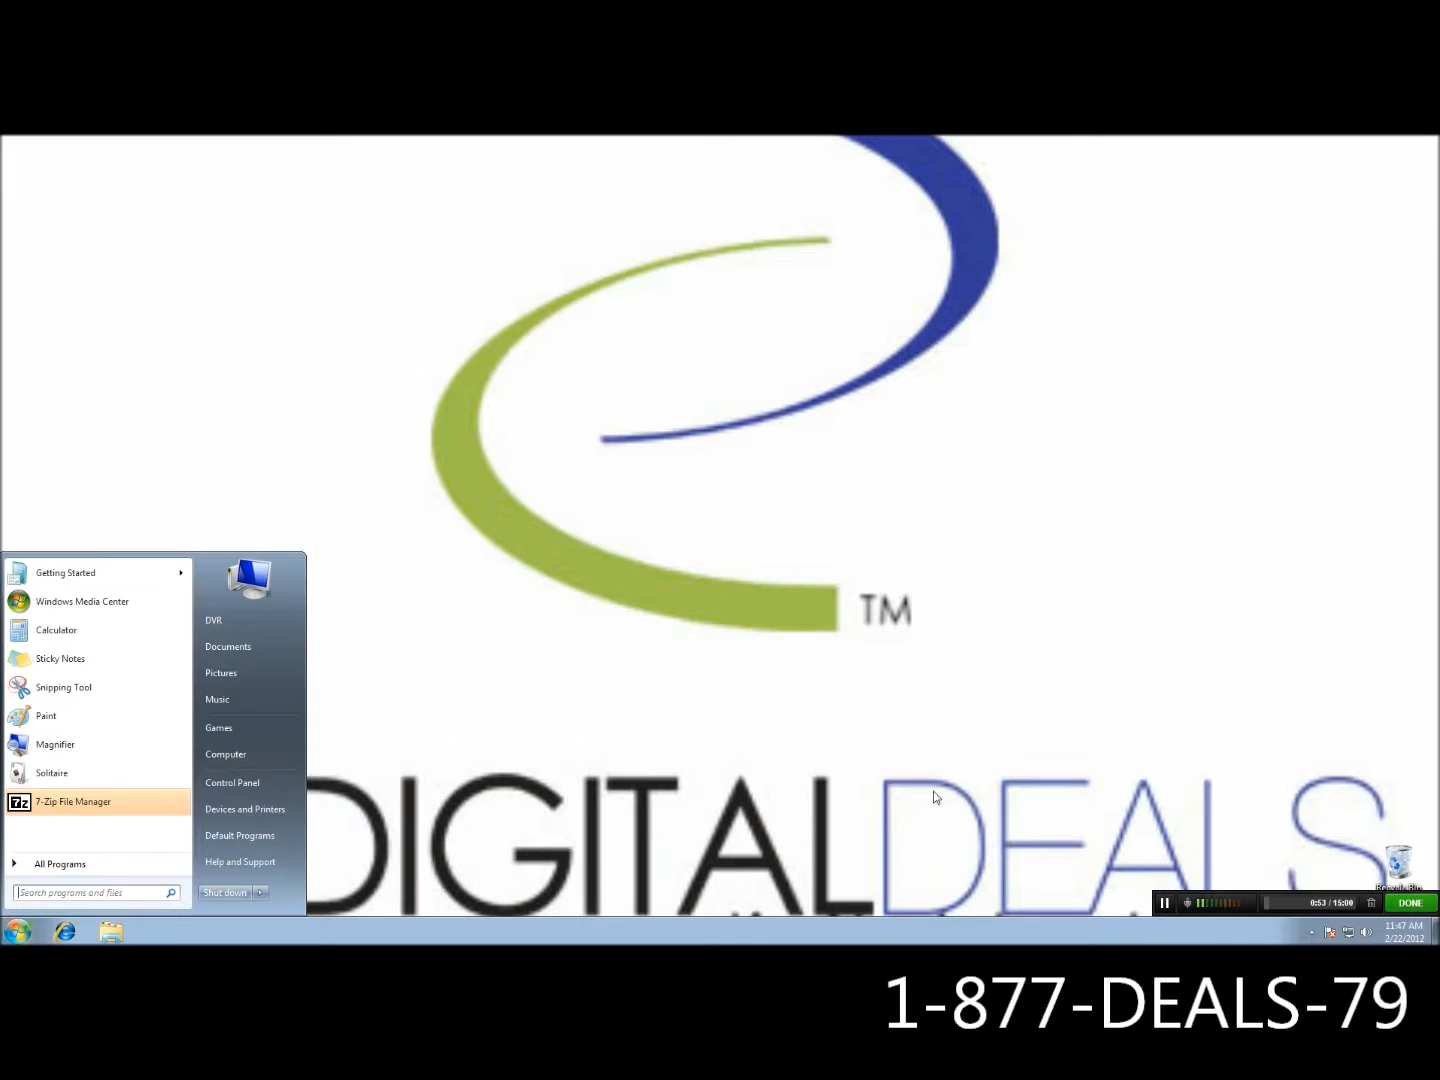 TM
DIGITALDEALS
Getting Started
Windows Media Center
Calculator
Sticky Notes
Snipping Tool
Paint
Magnifier
Solitaire
7z 7-Zip File Manager
All Programs
Search programs and files
DVR
Documents
Pictures
Music
Games
Computer
Control Panel
Devices and Printers
Default Programs
Help and Support
Shut down
Recycle Bin
0:53 / 15:00
DONE
11:47 AM
2/22/2012
1-877-DEALS-79